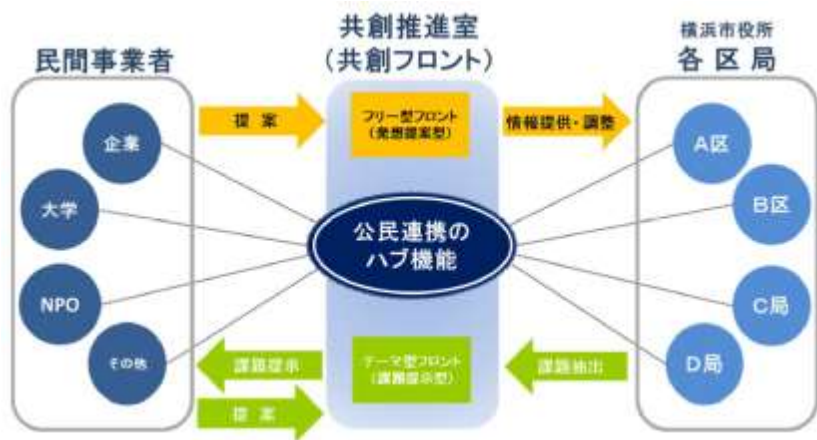 民間事業者
共創推進室
(共創フロント)
横浜市役所
各区局
企業
大学
NPO
その他
提案
フリー型フロント
(発想提案型)
情報提供・調整
公民連携の
ハブ機能
課題提示
テーマ型フロント
(課題提示型)
課題抽出
提案
A区
B区
C局
D局